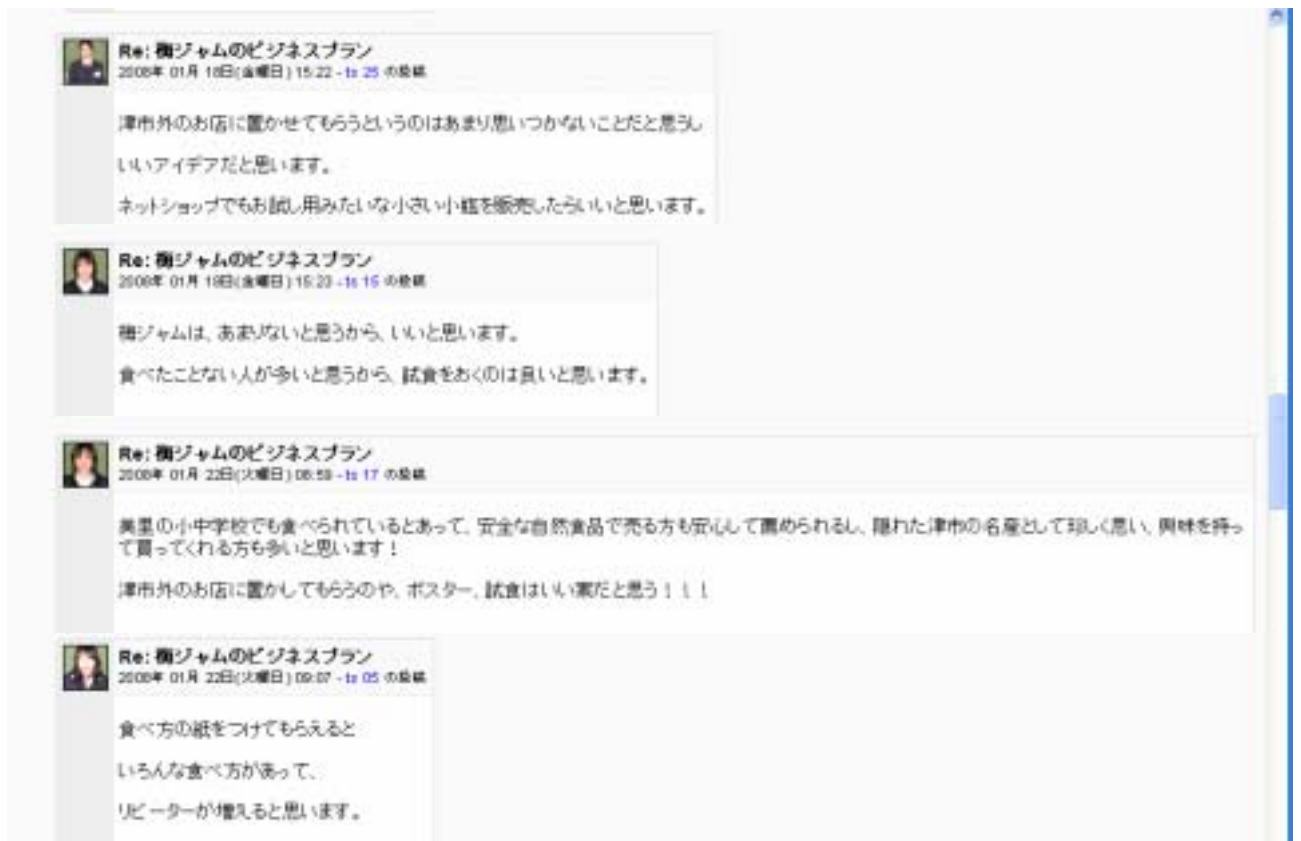 Re: 梅ジャムのビジネスプラン
2008年 01月 18日(金曜日) 15:22 - ts 25 の投稿
津市外のお店に置かせてもらうというのはあまり思いつかないことだと思うし
いいアイデアだと思います。
ネットショップでもお試し用みたいな小さい小瓶を販売したらいいと思います。
Re: 梅ジャムのビジネスプラン
2008年 01月 18日(金曜日) 15:23 - ts 15 の投稿
梅ジャムは、あまりないと思うから、いいと思います。
食べたことない人が多いと思うから、試食をおくのは良いと思います。
Re: 梅ジャムのビジネスプラン
2008年 01月 22日(火曜日) 08:59 - ts 17 の投稿
美里の小中学校でも食べられているとあって、安全な自然食品で売る方も安心して薦められるし、隠れた津市の名産として珍しく思い、興味を持っ
て買ってくれる方も多いと思います！
津市外のお店に置かしてもらうのや、ポスター、試食はいい案だと思う！！！
Re: 梅ジャムのビジネスプラン
2008年 01月 22日(火曜日) 09:07 - ts 05 の投稿
食べ方の紙をつけてもらえると
いろんな食べ方があって、
リピーターが増えると思います。